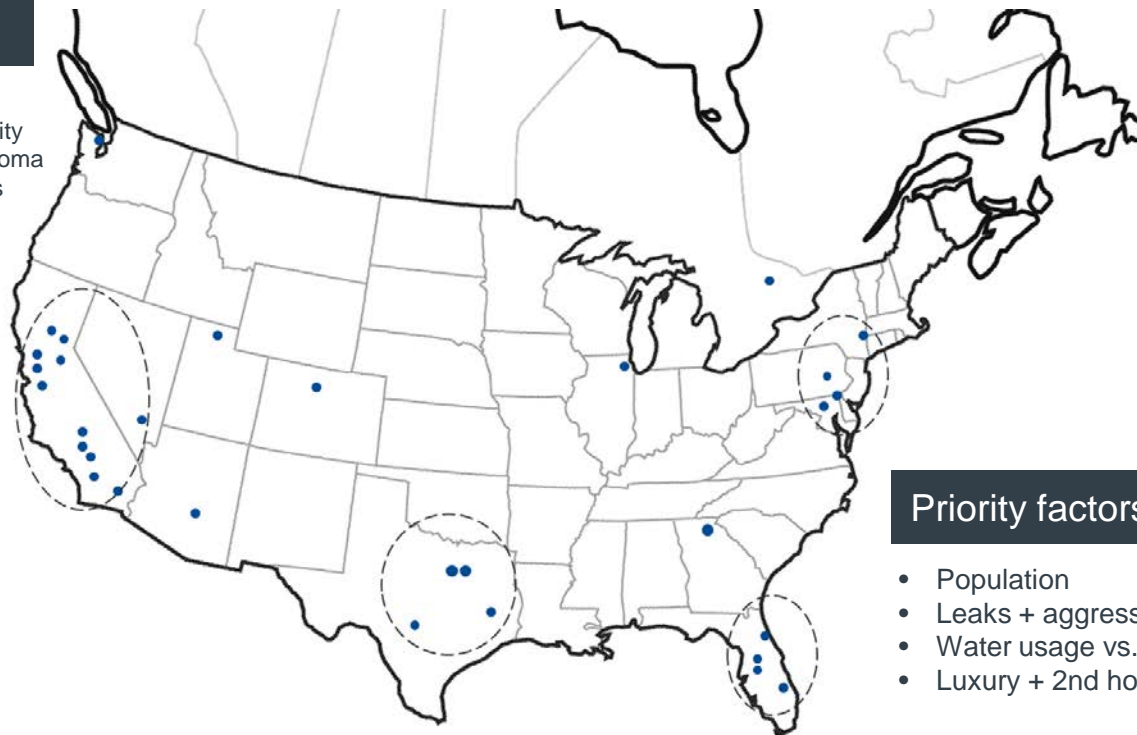 ity
oma
s
Priority factors
• Population
• Leaks + aggress
• Water usage vs.
• Luxury + 2nd ho